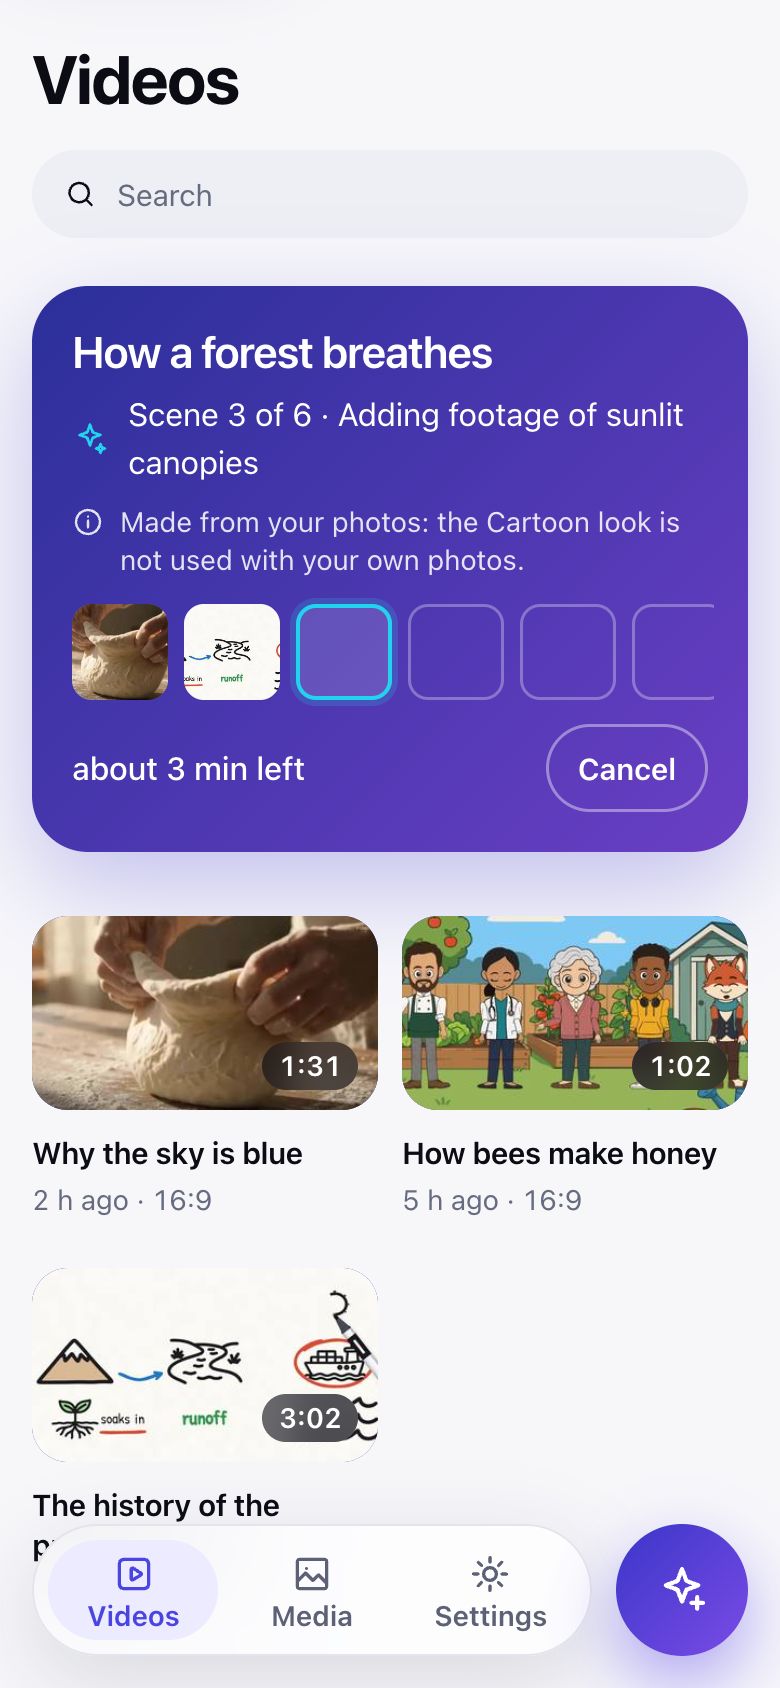 Videos
Search
How a forest breathes
Scene 3 of 6 · Adding footage of sunlit
canopies
Made from your photos: the Cartoon look is
not used with your own photos.
soaks in
runoff
about 3 min left
Cancel
1:31
1:02
Why the sky is blue
2 h ago · 16:9
How bees make honey
5 h ago · 16:9
soaks in
runoff
3:02
The history of the
Videos
Media
Settings